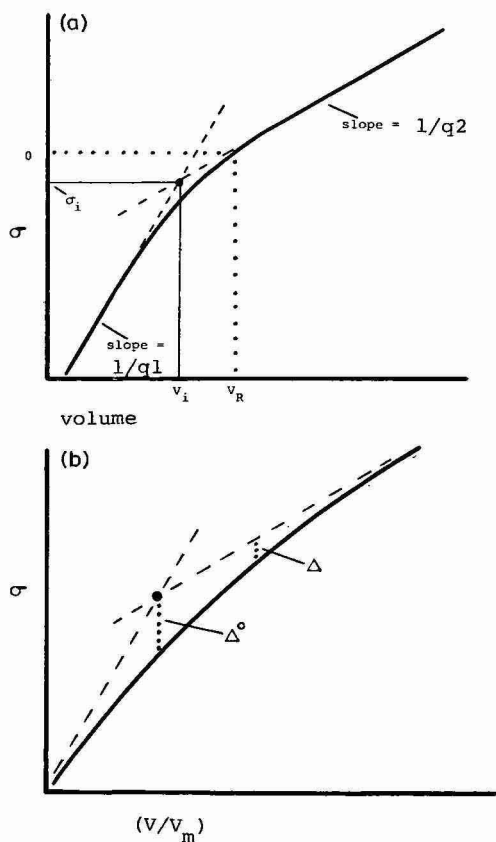 (a)
slope = 1/q2
0
σi
σ
slope =
1/q1
Vi
VR
volume
(b)
σ
Δ
Δ°
(V/Vm)